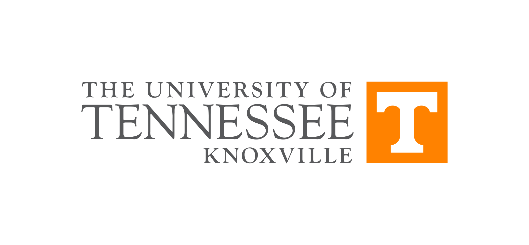 THE UNIVERSITY OF
TENNESSEE
KNOXVILLE
T